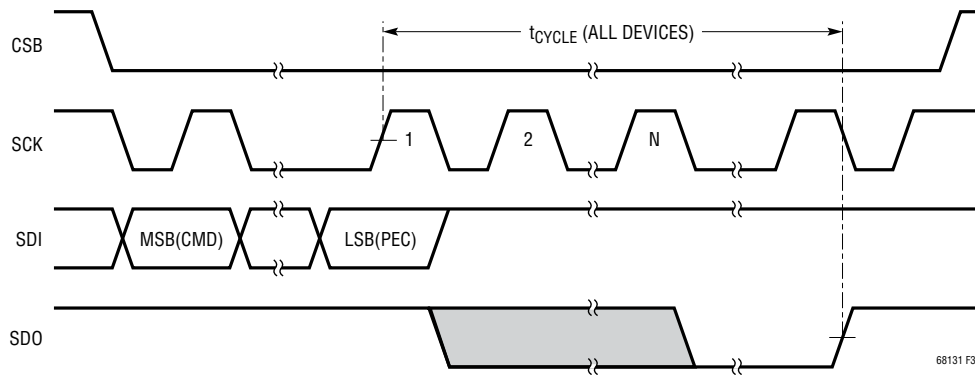 CSB
tCYCLE (ALL DEVICES)
SCK
1
2
N
SDI
MSB(CMD)
LSB(PEC)
SDO
68131 F3